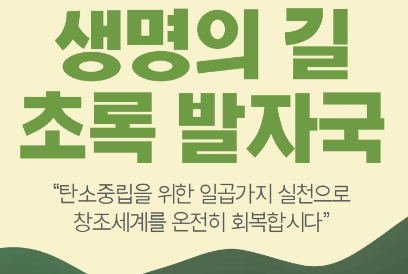 생명의 길
초록 발자국
“탄소중립을 위한 일곱가지 실천으로
창조세계를 온전히 회복합시다”